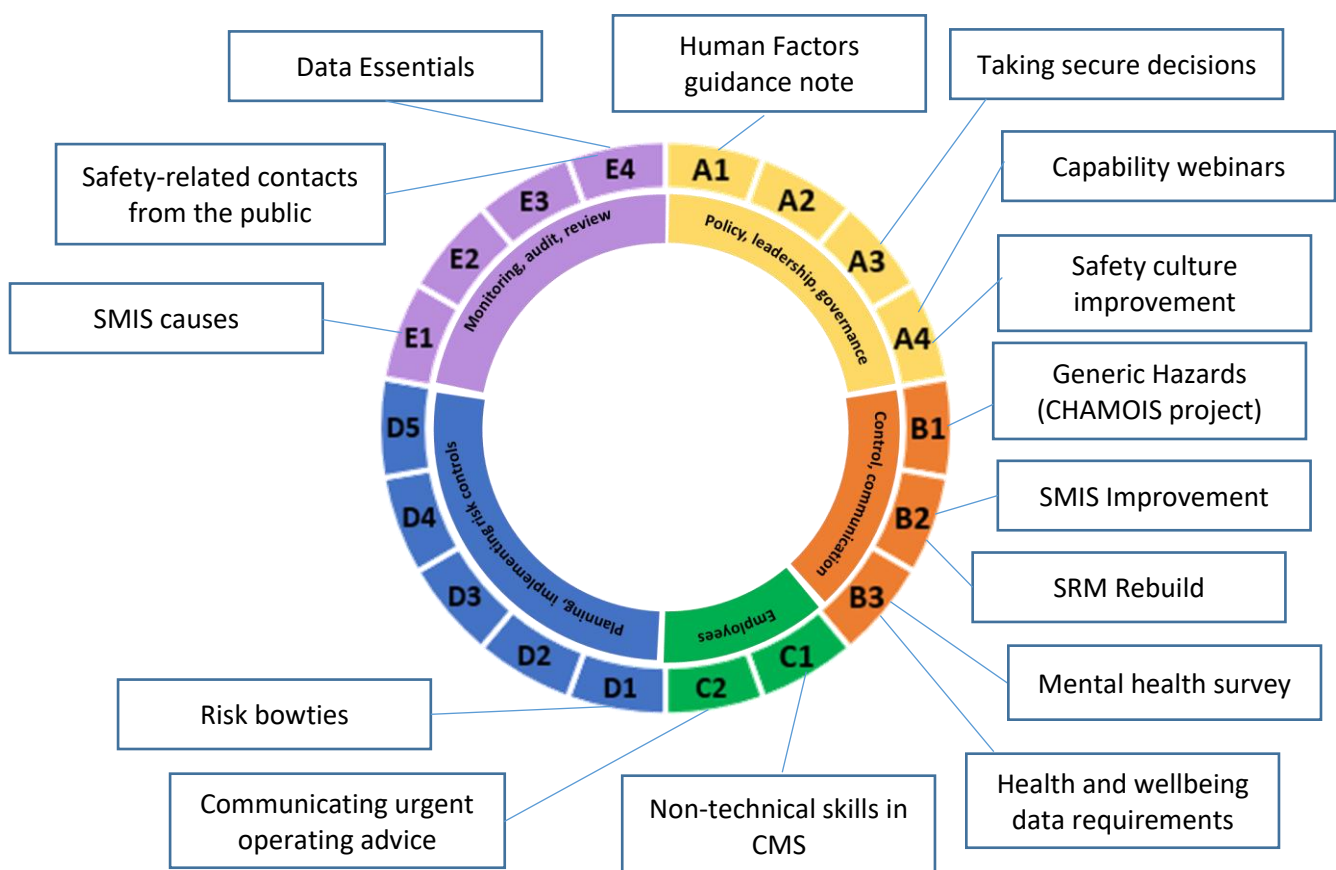 Data Essentials
Human Factors
guidance note
Taking secure decisions
Capability webinars
Safety-related contacts
from the public
Safety culture
improvement
SMIS causes
Generic Hazards
(CHAMOIS project)
SMIS Improvement
SRM Rebuild
Mental health survey
Health and wellbeing
data requirements
Non-technical skills in
CMS
Communicating urgent
operating advice
Risk bowties
A1
A2
A3
A4
B1
B2
B3
C1
C2
D1
D2
D3
D4
D5
E1
E2
E3
E4
Policy, leadership, governance
Control, communication
Employees
Planning, implementing risk controls
Monitoring, audit, review